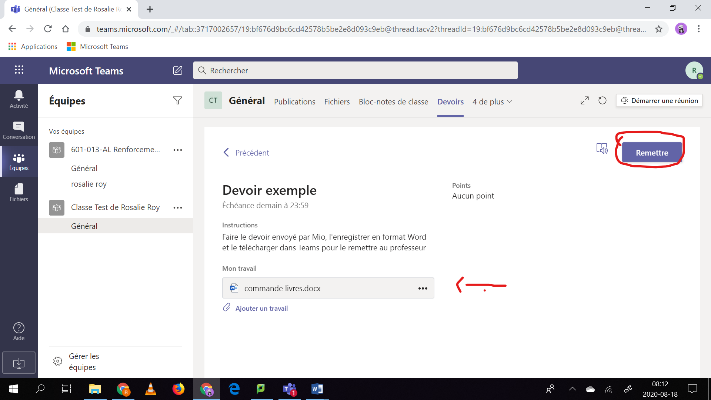 Général (Classe Test de Rosalie R
teams.microsoft.com/_#/tab::3717002657/19:bf676d9bc6cd42578b5be2e8d093c9eb@thread.tacv2?threadId=19:bf676d9bc6cd42578b5be2e8d093c9eb@threa...
Applications Microsoft Teams
Microsoft Teams
Rechercher
R
Activité
Conversation
Équipes
Fichiers
Aide
Équipes
Vos équipes
601-013-AL Renforceme...
Général
rosalie roy
Classe Test de Rosalie Roy
Général
Gérer les
équipes
CT Général Publications Fichiers Bloc-notes de classe Devoirs 4 de plus
Démarrer une réunion
Précédent
Remettre
Devoir exemple
Échéance demain à 23:59
Points
Aucun point
Instructions
Faire le devoir envoyé par Mio, l'enregistrer en format Word
et le télécharger dans Teams pour le remettre au professeur
Mon travail
commande livres.docx
Ajouter un travail
08:12
2020-08-18